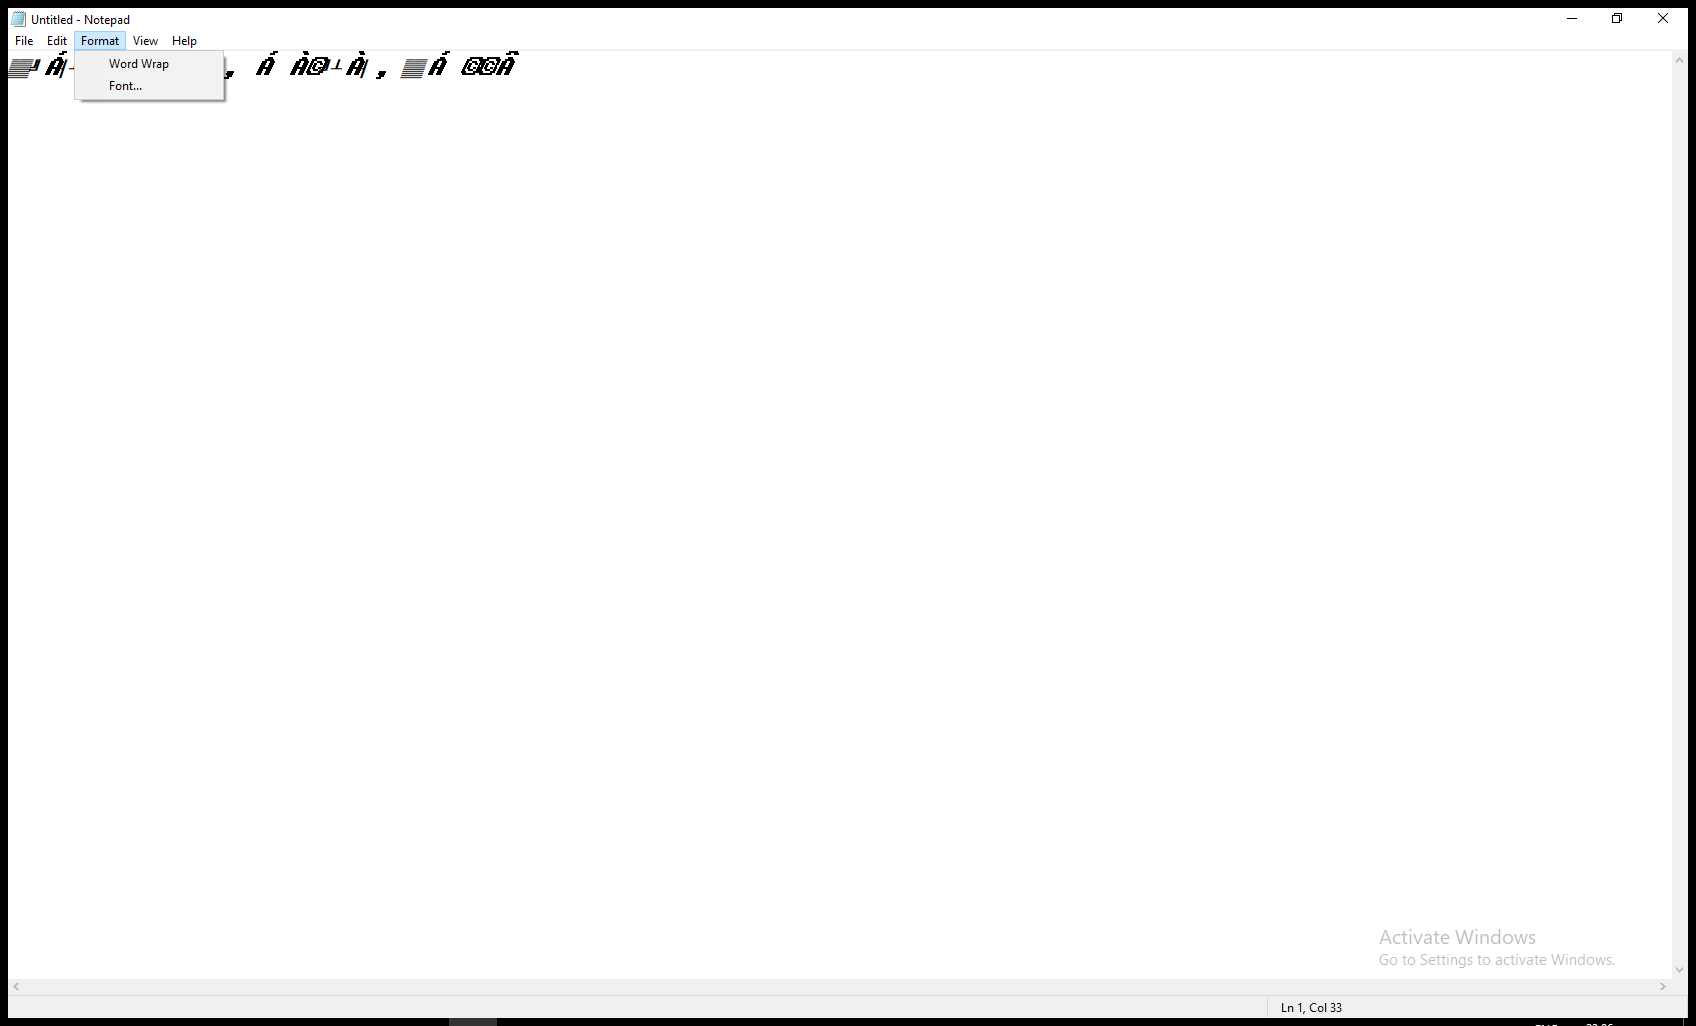 Untitled - Notepad
File Edit Format View Help
Word Wrap
Font...
Activate Windows
Go to Settings to activate Windows.
Ln 1, Col 33